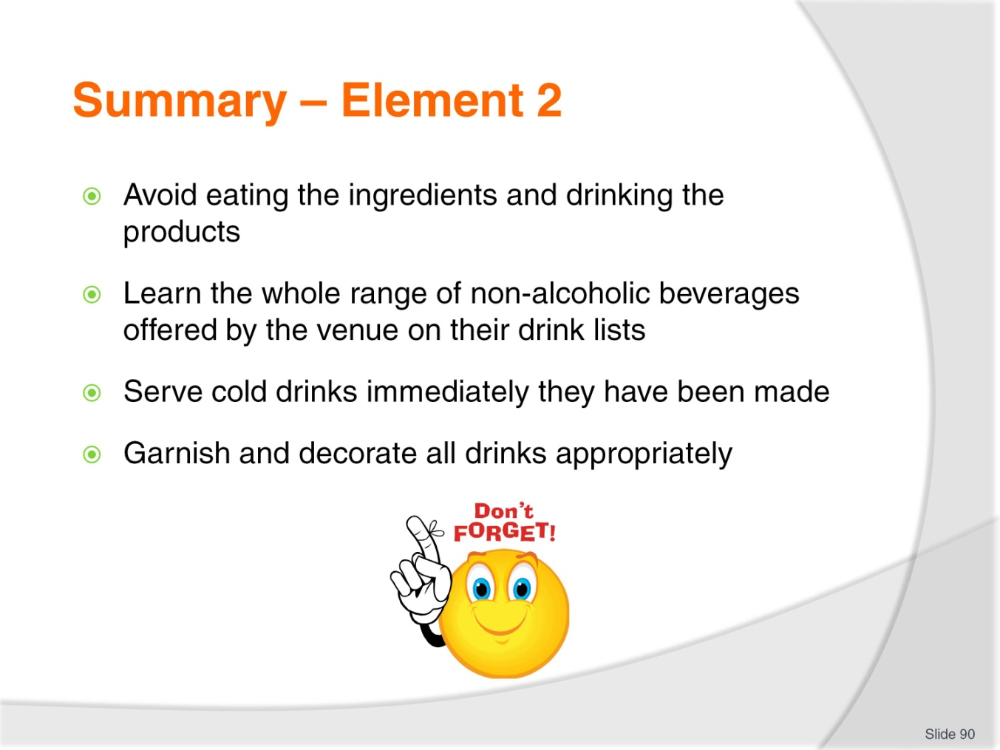 Summary – Element 2
Avoid eating the ingredients and drinking the
products
Learn the whole range of non-alcoholic beverages
offered by the venue on their drink lists
Serve cold drinks immediately they have been made
Garnish and decorate all drinks appropriately
Don't
FORGET!
Slide 90